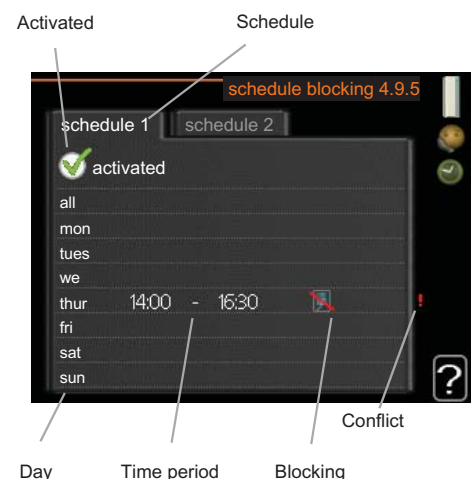 Activated Schedule
schedule blocking 4.9.5
schedule 1 schedule 2
activated
all
mon
tues
we
thur 14:00 - 16:30 !
fri
sat
sun
?
Conflict
Day Time period Blocking